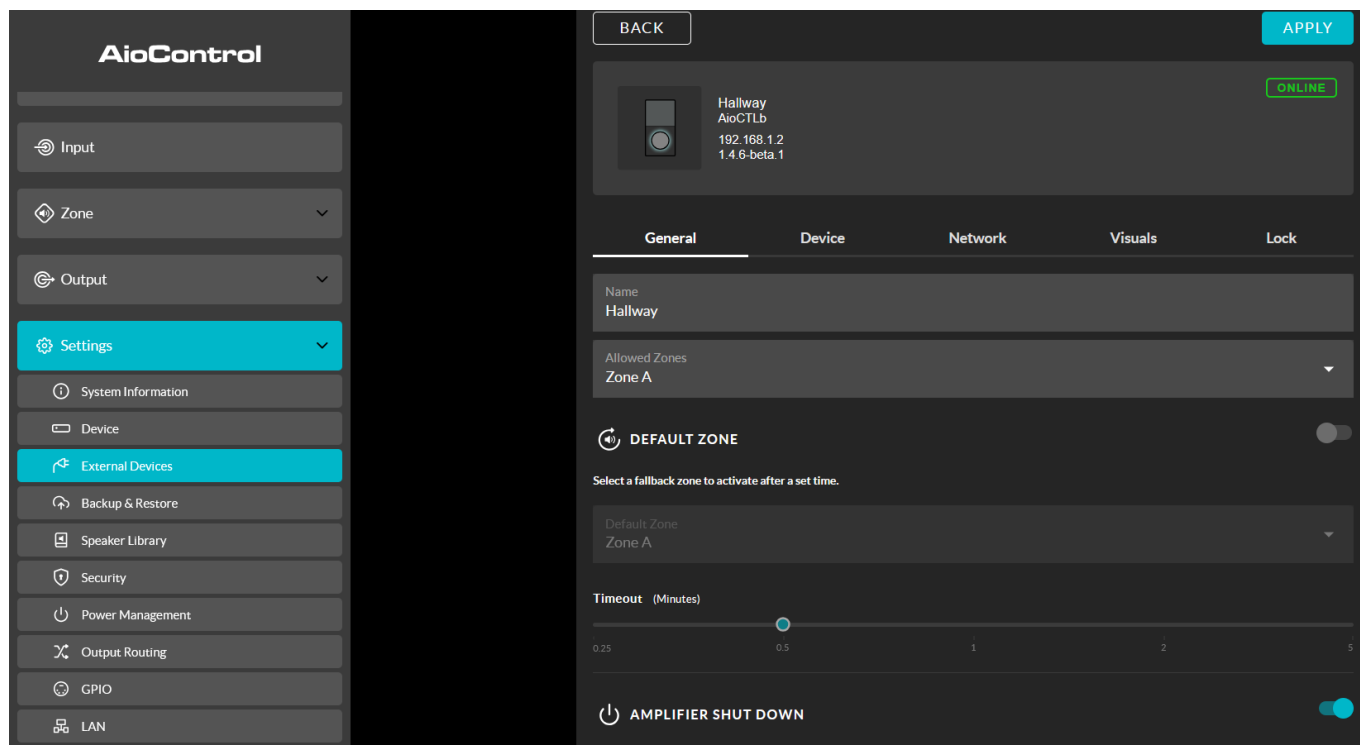 AioControl
Input
Zone
Output
Settings
System Information
Device
External Devices
Backup & Restore
Speaker Library
Security
Power Management
Output Routing
GPIO
LAN
BACK
APPLY
Hallway
AioCTLb
192.168.1.2
1.4.6-beta.1
ONLINE
General Device Network Visuals Lock
Name
Hallway
Allowed Zones
Zone A
DEFAULT ZONE
Select a fallback zone to activate after a set time.
Default Zone
Zone A
Timeout (Minutes)
0.25 0.5 1 2 5
AMPLIFIER SHUT DOWN